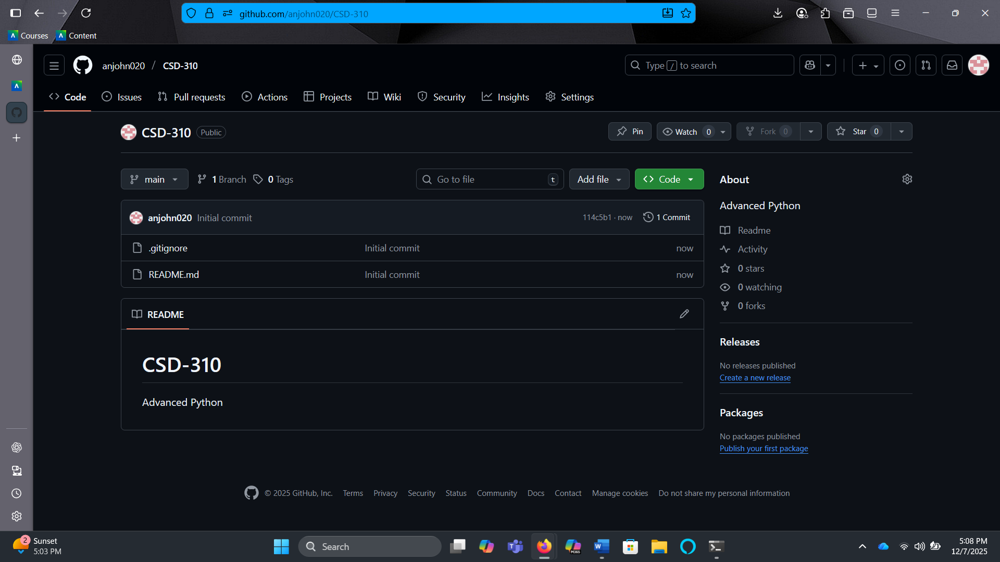 github.com/anjohn020/CSD-310
Courses
Content
anjohn020 / CSD-310
Type / to search
Code
Issues
Pull requests
Actions
Projects
Wiki
Security
Insights
Settings
CSD-310 Public
Pin
Watch 0
Fork 0
Star 0
main
1 Branch
0 Tags
Go to file t
Add file
Code
anjohn020 Initial commit
114c5b1 · now
1 Commit
.gitignore Initial commit now
README.md Initial commit now
README
CSD-310
Advanced Python
About
Advanced Python
Readme
Activity
0 stars
0 watching
0 forks
Releases
No releases published
Create a new release
Packages
No packages published
Publish your first package
© 2025 GitHub, Inc. Terms Privacy Security Status Community Docs Contact Manage cookies Do not share my personal information
2
Sunset
5:03 PM
Search
M365
5:08 PM
12/7/2025